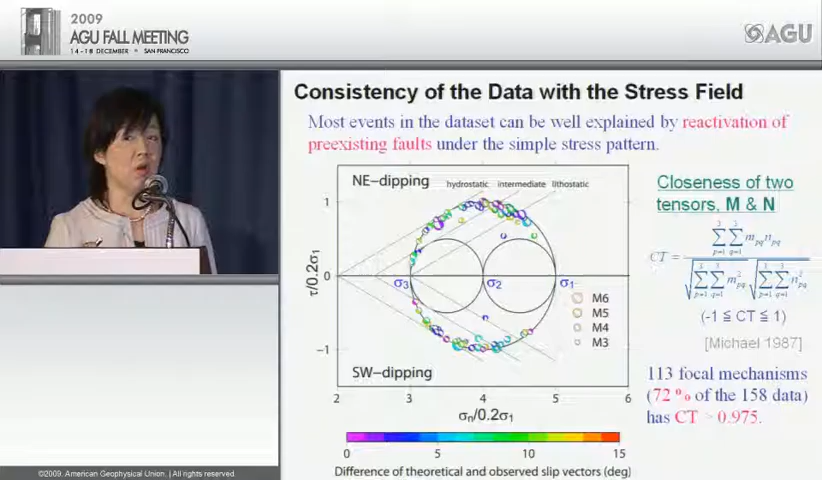 2009
AGU FALL MEETING
14-18 DECEMBER • SAN FRANCISCO
AGU
Consistency of the Data with the Stress Field
Most events in the dataset can be well explained by reactivation of
preexisting faults under the simple stress pattern.
NE−dipping
hydrostatic intermediate lithostatic
1
0
−1
τ/0.2σ1
σ3
σ2
σ1
M6
M5
M4
M3
SW−dipping
2 3 4 5 6
σn/0.2σ1
0 5 10 15
Difference of theoretical and observed slip vectors (deg)
Closeness of two
tensors, M & N
CT =
(-1 ≦ CT ≦ 1)
[Michael 1987]
113 focal mechanisms
(72 % of the 158 data)
has CT > 0.975.
©2009. American Geophysical Union. | All rights reserved.